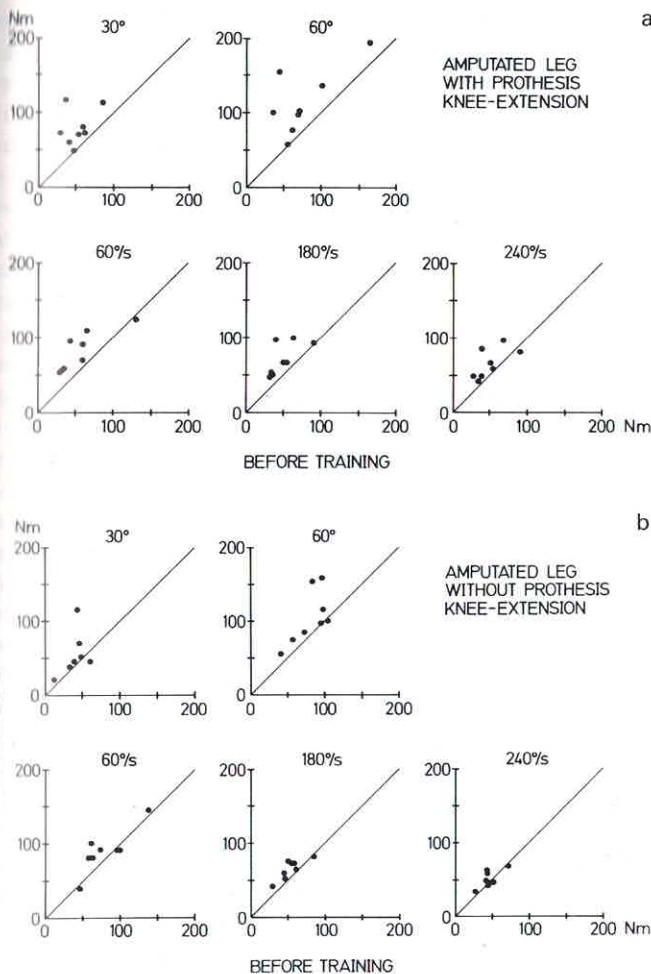 a
Nm
30°
60°
200
100
0
0 100 200
200
100
0
0 100 200
AMPUTATED LEG
WITH PROTHESIS
KNEE-EXTENSION
60°/s
180°/s
240°/s
200
100
0
0 100 200
200
100
0
0 100 200
200
100
0
0 100 200 Nm
BEFORE TRAINING
b
Nm
30°
60°
200
100
0
0 100 200
200
100
0
0 100 200
AMPUTATED LEG
WITHOUT PROTHESIS
KNEE-EXTENSION
60°/s
180°/s
240°/s
200
100
0
0 100 200
200
100
0
0 100 200
200
100
0
0 100 200 Nm
BEFORE TRAINING